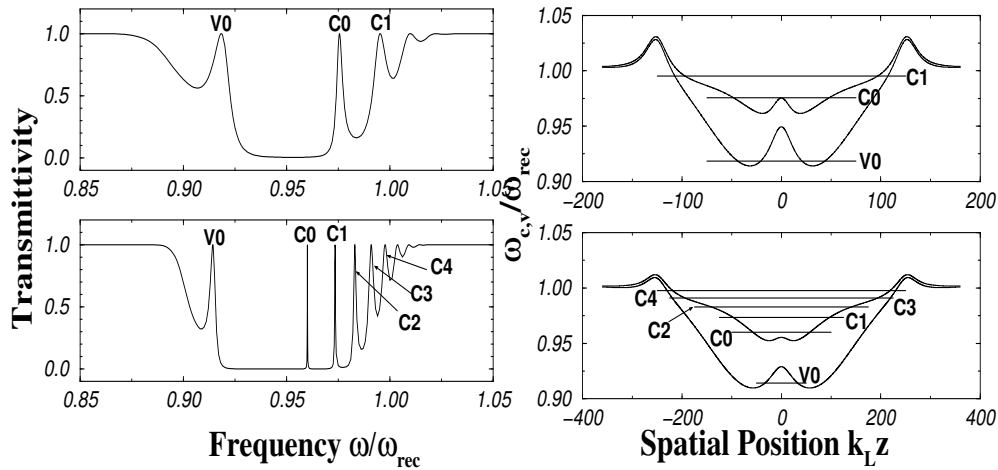 V0
C0
C1
1.0
0.5
0.0
0.85
0.90
0.95
1.00
1.05
V0
C0
C1
C4
C3
C2
1.0
0.5
0.0
0.85
0.90
0.95
1.00
1.05
Transmittivity
Frequency ω/ω_rec
1.05
1.00
0.95
0.90
C1
C0
V0
−200
−100
0
100
200
ω_c,v/ω_rec
1.05
1.00
0.95
0.90
C4
C3
C2
C1
C0
V0
−400
−200
0
200
400
Spatial Position k_L z